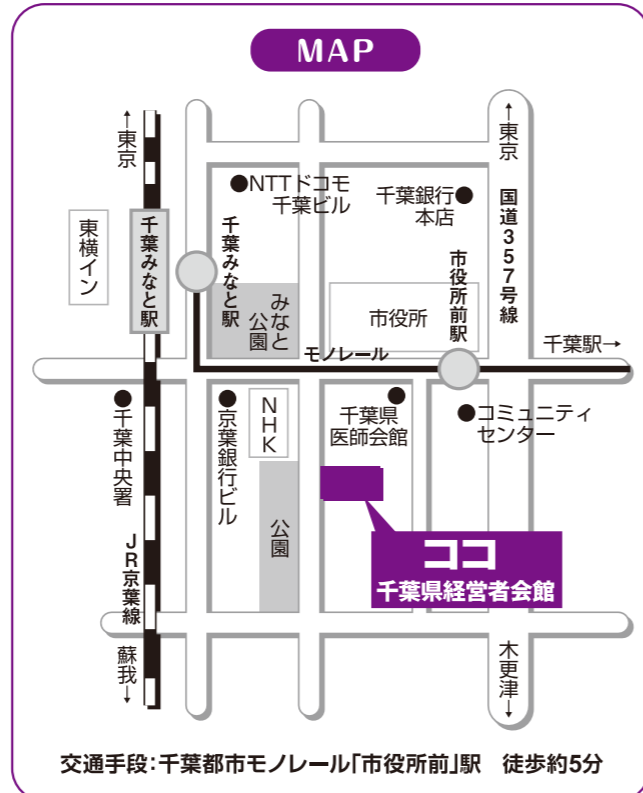 MAP
←東京
←東京
●NTTドコモ
千葉ビル
千葉銀行●
本店
国道357号線
東横イン
千葉みなと駅
千葉みなと駅
みなと
公園
市役所
市役所前駅
モノレール
千葉駅→
千葉中央署
京葉銀行ビル
NHK
千葉県
医師会館
●コミュニティ
センター
公園
ココ
千葉県経営者会館
JR京葉線
蘇我→
木更津→
交通手段:千葉都市モノレール「市役所前」駅　徒歩約5分